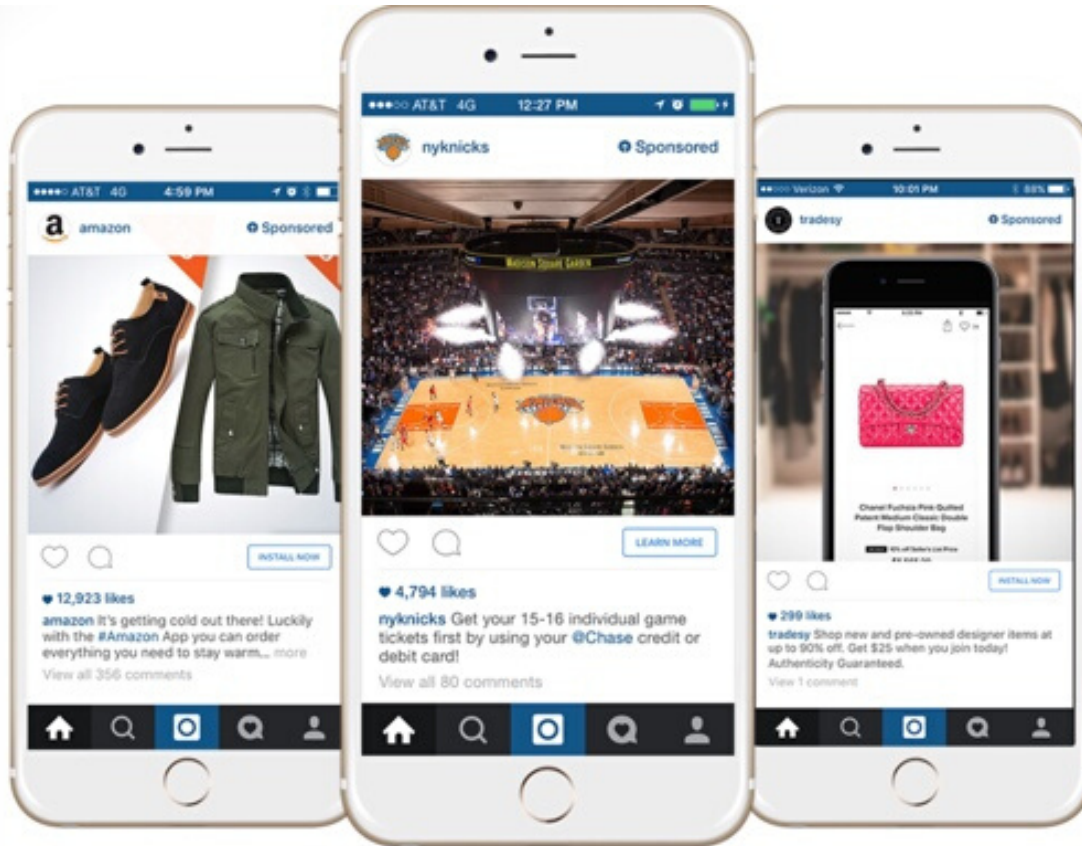 AT&T 4G 4:59 PM
a amazon Sponsored
INSTALL NOW
12,923 likes
amazon It's getting cold out there! Luckily
with the #Amazon App you can order
everything you need to stay warm... more
View all 356 comments
AT&T 4G 12:27 PM
nyknicks Sponsored
MADISON SQUARE GARDEN
LEARN MORE
4,794 likes
nyknicks Get your 15-16 individual game
tickets first by using your @Chase credit or
debit card!
View all 80 comments
Verizon 10:01 PM 88%
tradesy Sponsored
Chanel Fuchsia Pink Quilted
Patent Medium Classic Double
Flap Shoulder Bag
10% off Seller's List Price
INSTALL NOW
299 likes
tradesy Shop new and pre-owned designer items at
up to 90% off. Get $25 when you join today!
Authenticity Guaranteed.
View 1 comment